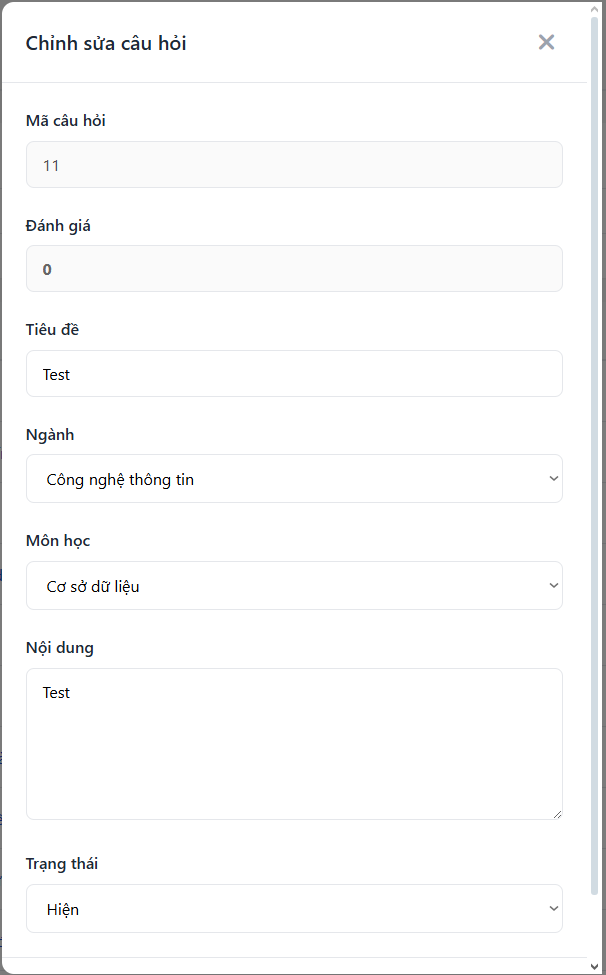 Chỉnh sửa câu hỏi
Mã câu hỏi
11
Đánh giá
0
Tiêu đề
Test
Ngành
Công nghệ thông tin
Môn học
Cơ sở dữ liệu
Nội dung
Test
Trạng thái
Hiện